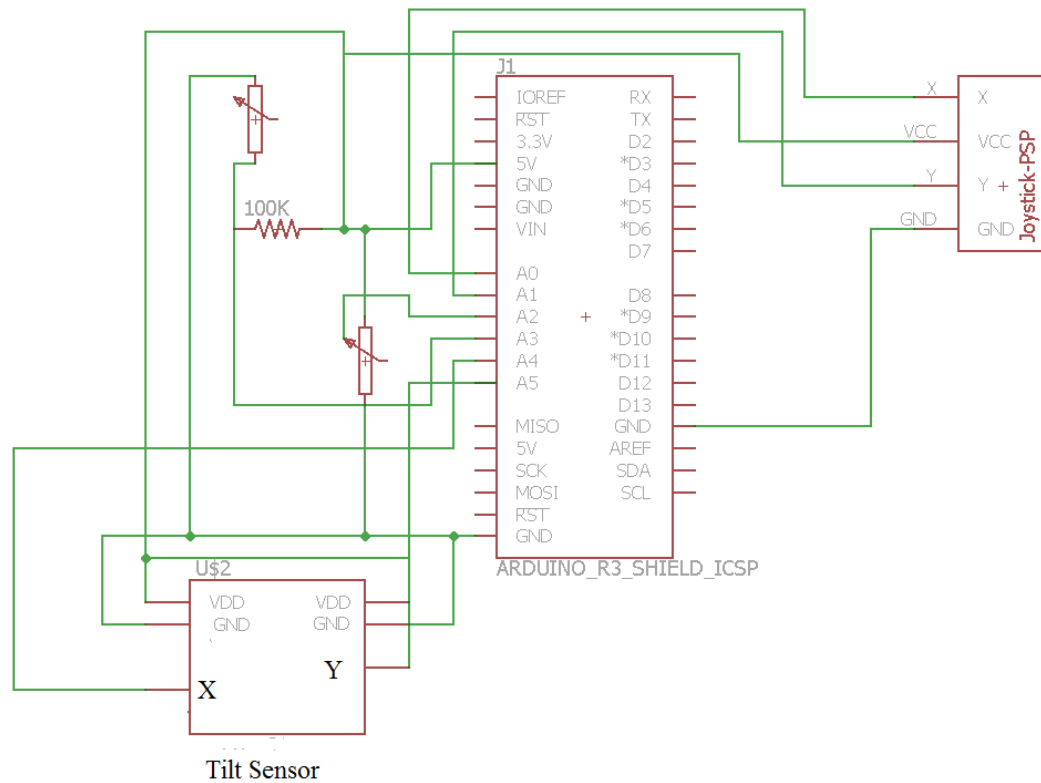 J1
IOREF
RST
3.3V
5V
GND
GND
VIN
A0
A1
A2
A3
A4
A5
MISO
5V
SCK
MOSI
RST
GND
RX
TX
D2
*D3
D4
*D5
*D6
D7
D8
*D9
*D10
*D11
D12
D13
GND
AREF
SDA
SCL
ARDUINO_R3_SHIELD_ICSP
100K
X
VCC
Y
GND
X
VCC
Y
GND
Joystick-PSP
U$2
VDD
GND
X
VDD
GND
Y
Tilt Sensor